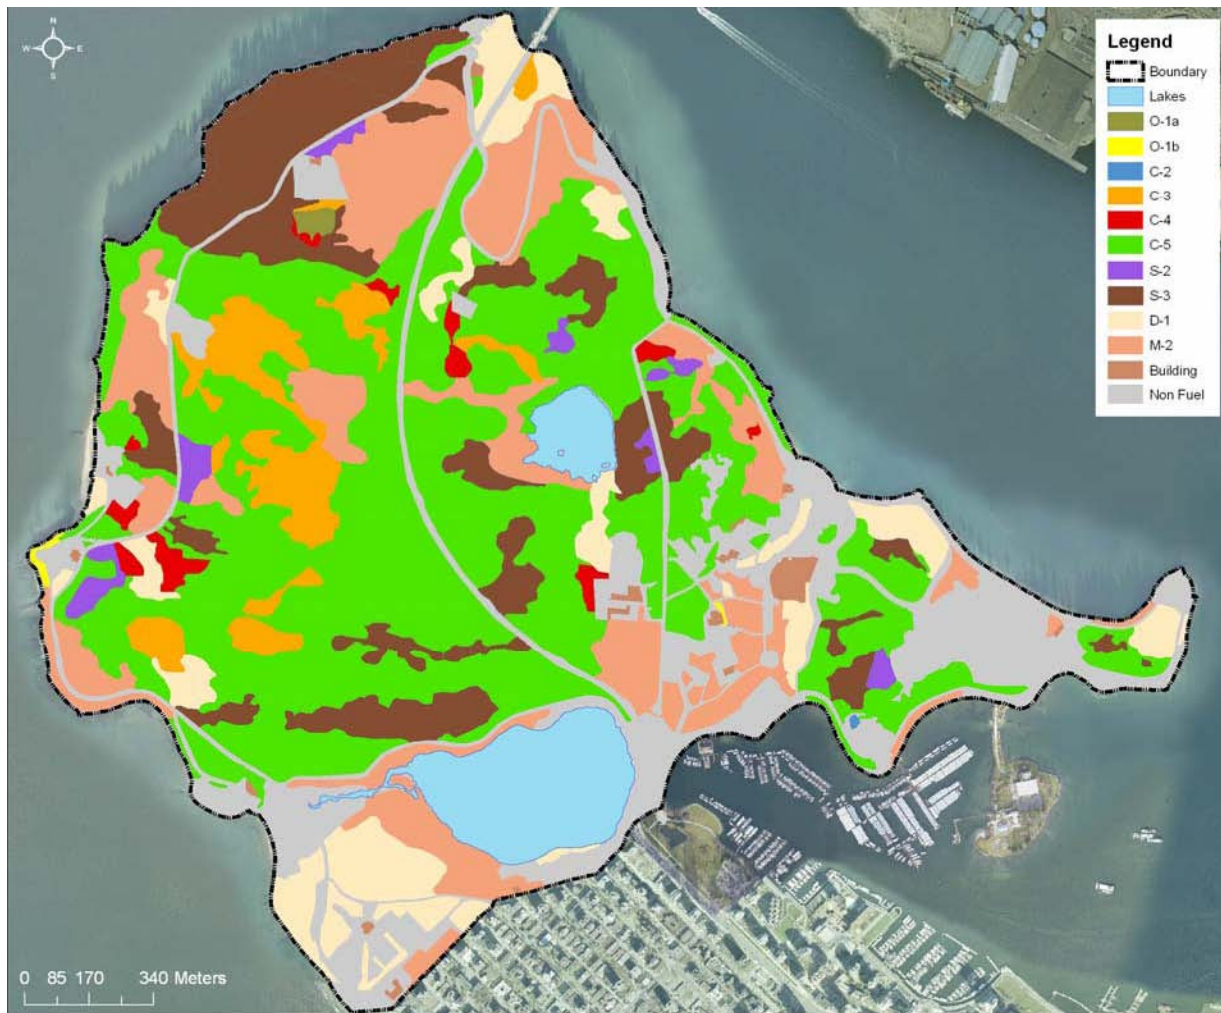 N
W E
S
Legend
Boundary
Lakes
O-1a
O-1b
C-2
C-3
C-4
C-5
S-2
S-3
D-1
M-2
Building
Non Fuel
0 85 170 340 Meters